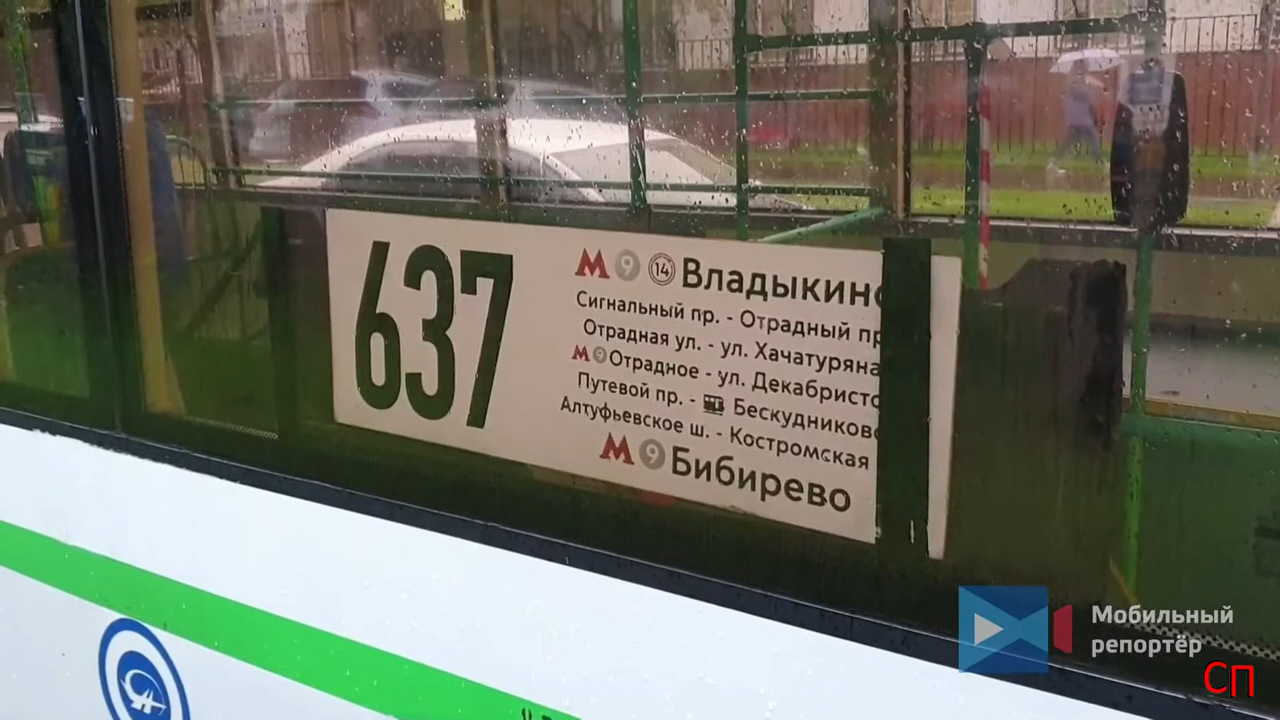 637
М 9 14 Владыкино
Сигнальный пр. - Отрадный пр
Отрадная ул. - ул. Хачатуряна
М 9 Отрадное - ул. Декабристо
Путевой пр. - Бескудниково
Алтуфьевское ш. - Костромская
М 9 Бибирево
Мобильный
репортёр
СП